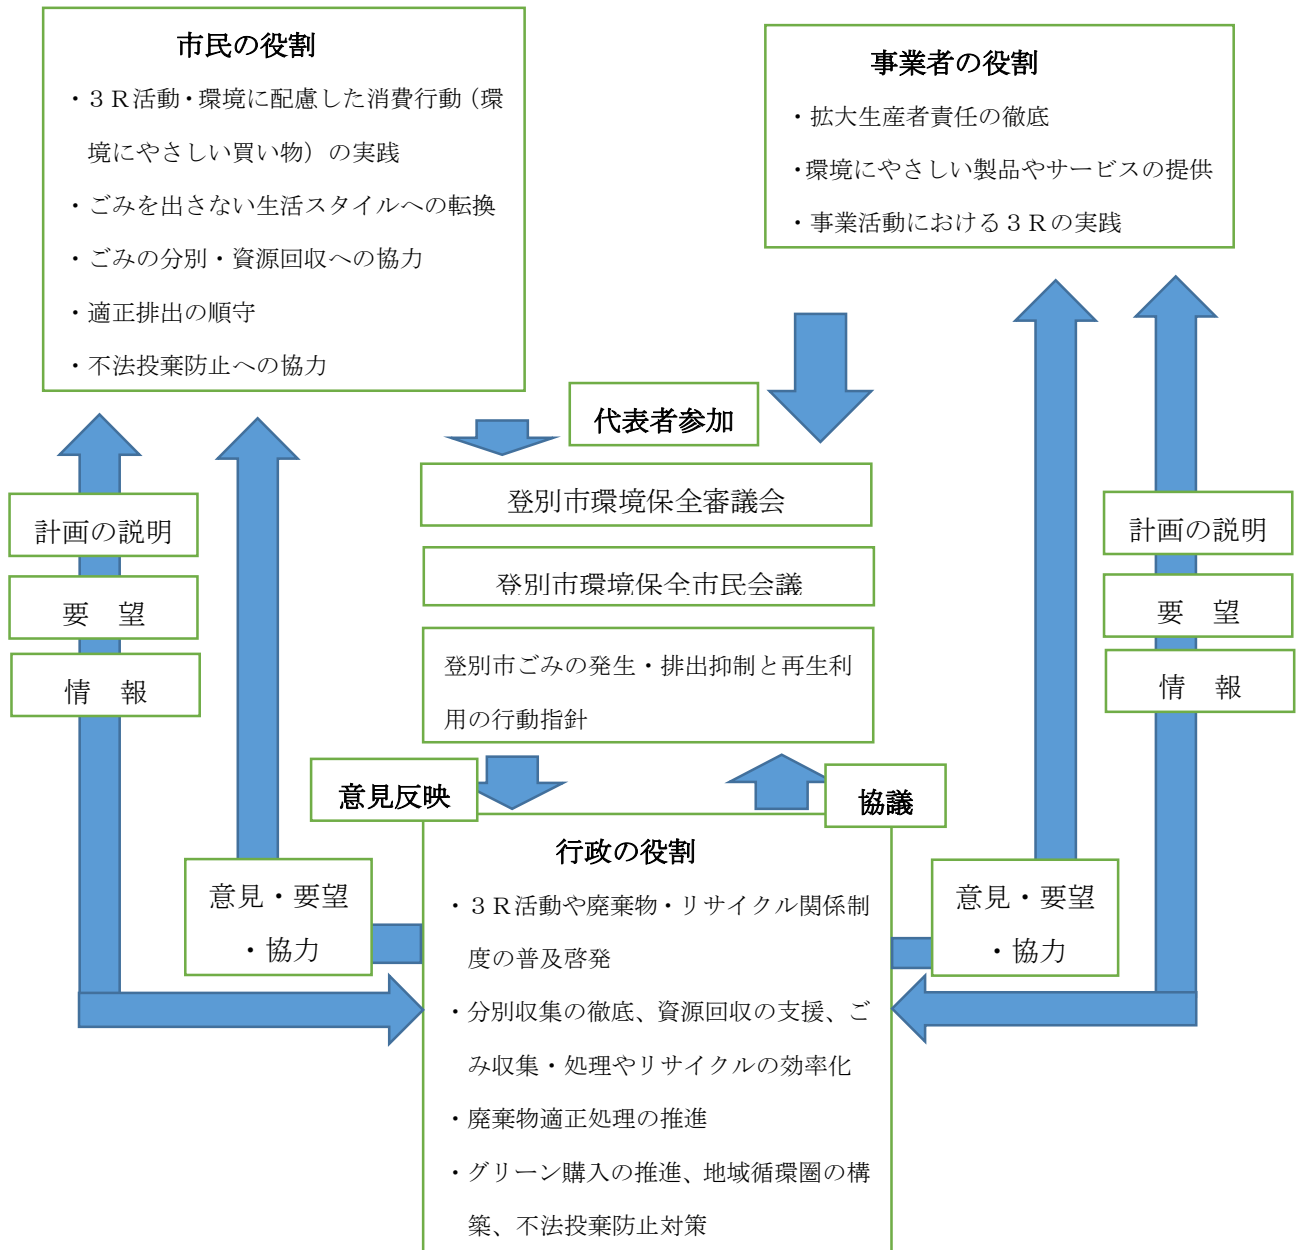 市民の役割
・３Ｒ活動・環境に配慮した消費行動（環
境にやさしい買い物）の実践
・ごみを出さない生活スタイルへの転換
・ごみの分別・資源回収への協力
・適正排出の順守
・不法投棄防止への協力
事業者の役割
・拡大生産者責任の徹底
・環境にやさしい製品やサービスの提供
・事業活動における３Ｒの実践
代表者参加
登別市環境保全審議会
登別市環境保全市民会議
登別市ごみの発生・排出抑制と再生利
用の行動指針
計画の説明
要　望
情　報
計画の説明
要　望
情　報
意見反映
協議
意見・要望
・協力
意見・要望
・協力
行政の役割
・３Ｒ活動や廃棄物・リサイクル関係制
度の普及啓発
・分別収集の徹底、資源回収の支援、ご
み収集・処理やリサイクルの効率化
・廃棄物適正処理の推進
・グリーン購入の推進、地域循環圏の構
築、不法投棄防止対策